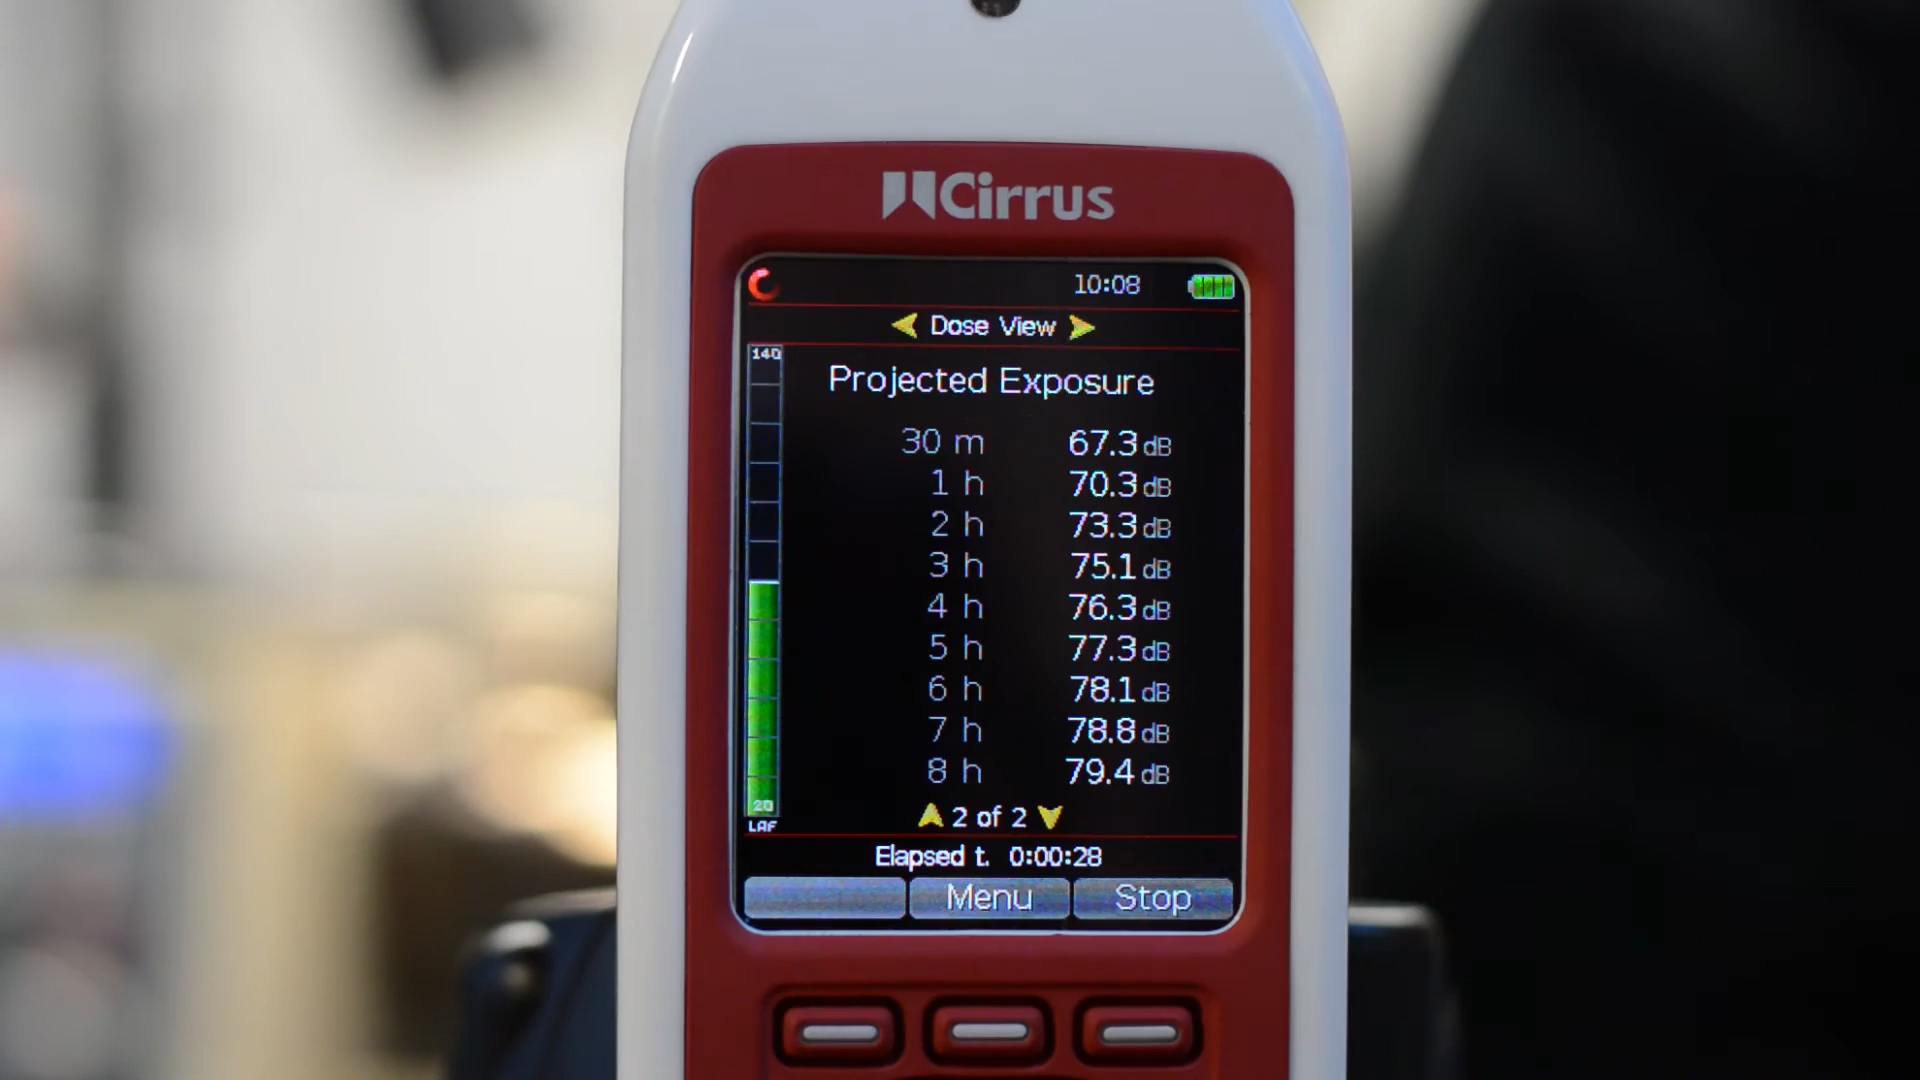 Cirrus
10:08
Dose View
140
Projected Exposure
30 m 67.3 dB
1 h 70.3 dB
2 h 73.3 dB
3 h 75.1 dB
4 h 76.3 dB
5 h 77.3 dB
6 h 78.1 dB
7 h 78.8 dB
8 h 79.4 dB
20
LAF
2 of 2
Elapsed t. 0:00:28
Menu Stop